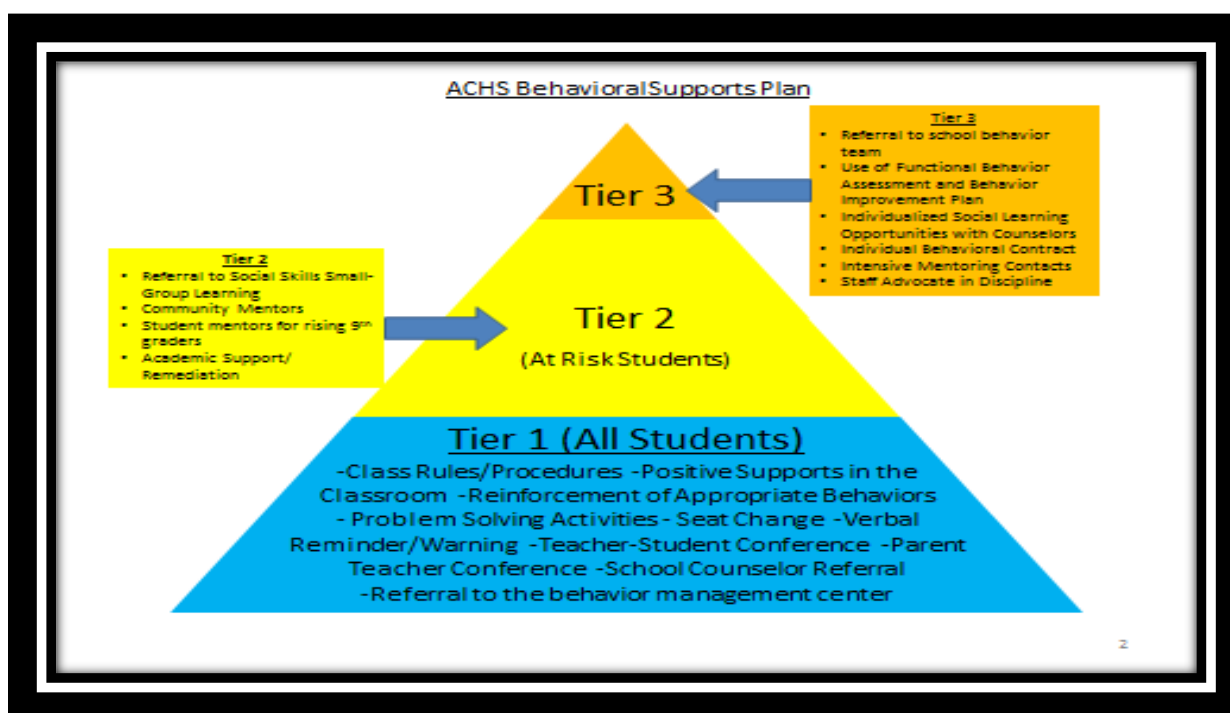 ACHS Behavioral Supports Plan
Tier 3
• Referral to school behavior
team
• Use of Functional Behavior
Assessment and Behavior
Improvement Plan
• Individualized Social Learning
Opportunities with Counselors
• Individual Behavioral Contract
• Intensive Mentoring Contacts
• Staff Advocate in Discipline
Tier 3
Tier 2
• Referral to Social Skills Small-
Group Learning
• Community Mentors
• Student mentors for rising 9th
graders
• Academic Support/
Remediation
Tier 2
(At Risk Students)
Tier 1 (All Students)
-Class Rules/Procedures -Positive Supports in the
Classroom -Reinforcement of Appropriate Behaviors
- Problem Solving Activities - Seat Change -Verbal
Reminder/Warning -Teacher-Student Conference -Parent
Teacher Conference -School Counselor Referral
-Referral to the behavior management center
2